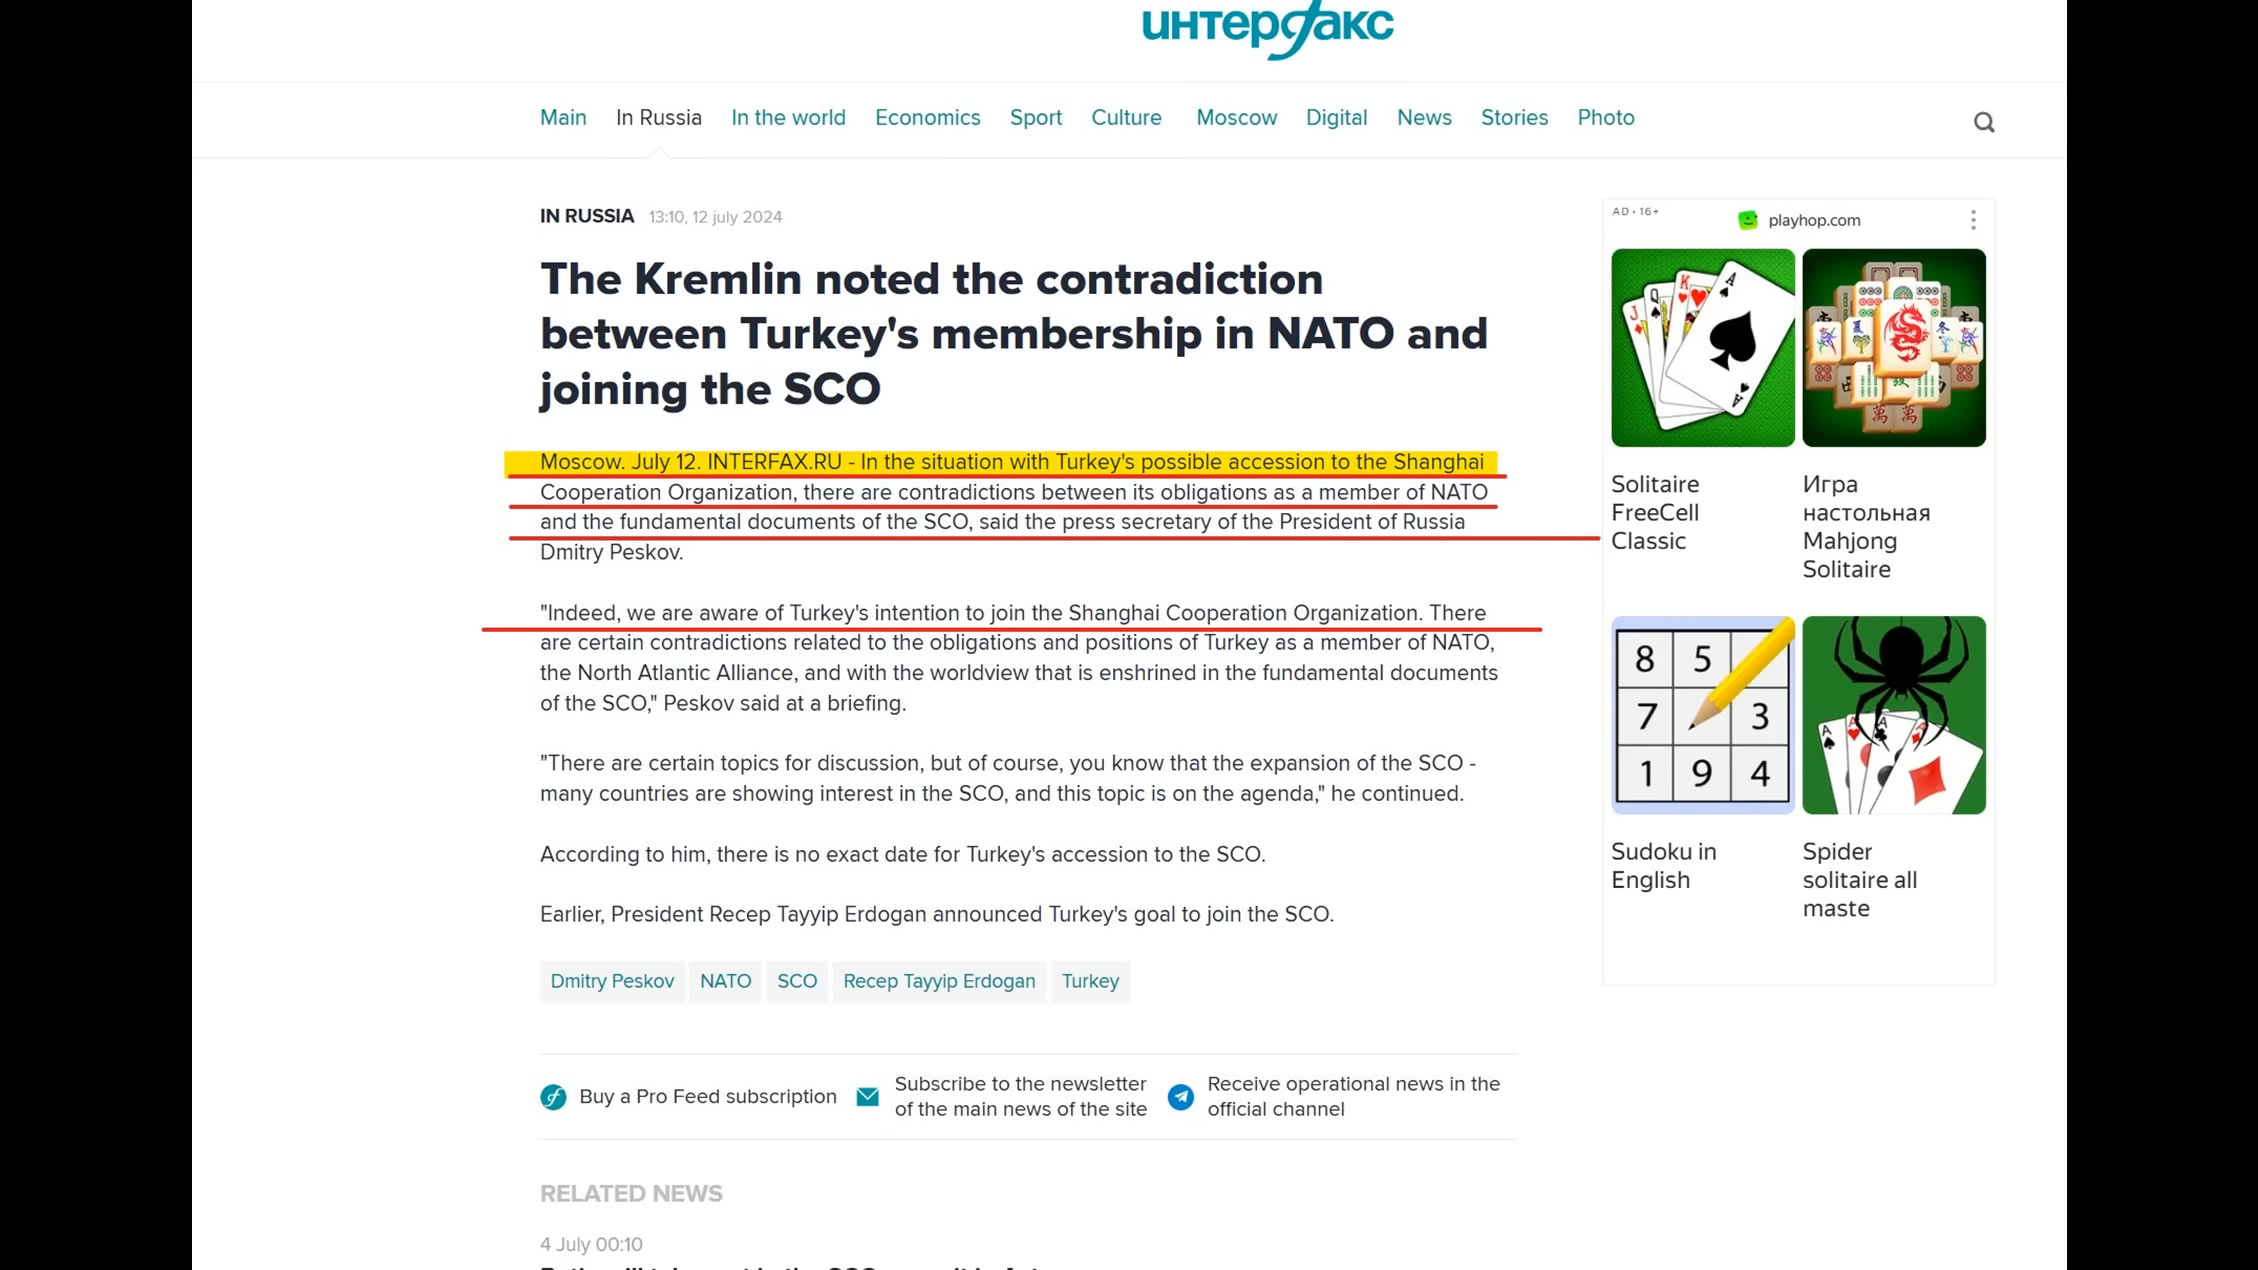 интерфакс
Main In Russia In the world Economics Sport Culture Moscow Digital News Stories Photo
IN RUSSIA 13:10, 12 july 2024
The Kremlin noted the contradiction
between Turkey's membership in NATO and
joining the SCO
Moscow. July 12. INTERFAX.RU - In the situation with Turkey's possible accession to the Shanghai
Cooperation Organization, there are contradictions between its obligations as a member of NATO
and the fundamental documents of the SCO, said the press secretary of the President of Russia
Dmitry Peskov.
"Indeed, we are aware of Turkey's intention to join the Shanghai Cooperation Organization. There
are certain contradictions related to the obligations and positions of Turkey as a member of NATO,
the North Atlantic Alliance, and with the worldview that is enshrined in the fundamental documents
of the SCO," Peskov said at a briefing.
"There are certain topics for discussion, but of course, you know that the expansion of the SCO -
many countries are showing interest in the SCO, and this topic is on the agenda," he continued.
According to him, there is no exact date for Turkey's accession to the SCO.
Earlier, President Recep Tayyip Erdogan announced Turkey's goal to join the SCO.
Dmitry Peskov NATO SCO Recep Tayyip Erdogan Turkey
Buy a Pro Feed subscription
Subscribe to the newsletter
of the main news of the site
Receive operational news in the
official channel
RELATED NEWS
4 July 00:10
AD • 16+
playhop.com
J Q K A
A
Solitaire
FreeCell
Classic
Игра
настольная
Mahjong
Solitaire
8 5
7 3
1 9 4
Sudoku in
English
A A A A
Spider
solitaire all
maste